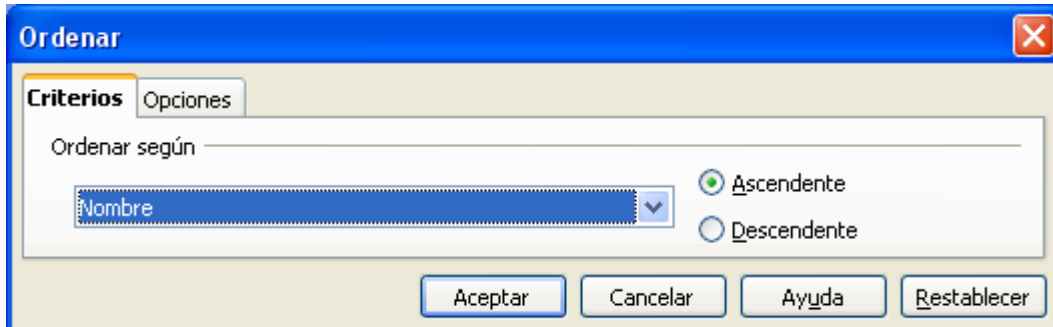 Ordenar
Criterios Opciones
Ordenar según
Nombre
Ascendente
Descendente
Aceptar Cancelar Ayuda Restablecer